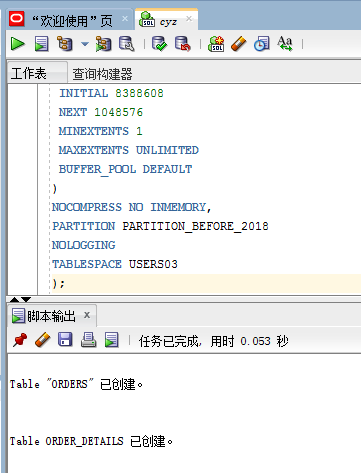 “欢迎使用”页
cyz
SQL
工作表
查询构建器
INITIAL 8388608
NEXT 1048576
MINEXTENTS 1
MAXEXTENTS UNLIMITED
BUFFER_POOL DEFAULT
)
NOCOMPRESS NO INMEMORY,
PARTITION PARTITION_BEFORE_2018
NOLOGGING
TABLESPACE USERS03
);
脚本输出
任务已完成, 用时 0.053 秒
Table "ORDERS" 已创建。
Table ORDER_DETAILS 已创建。